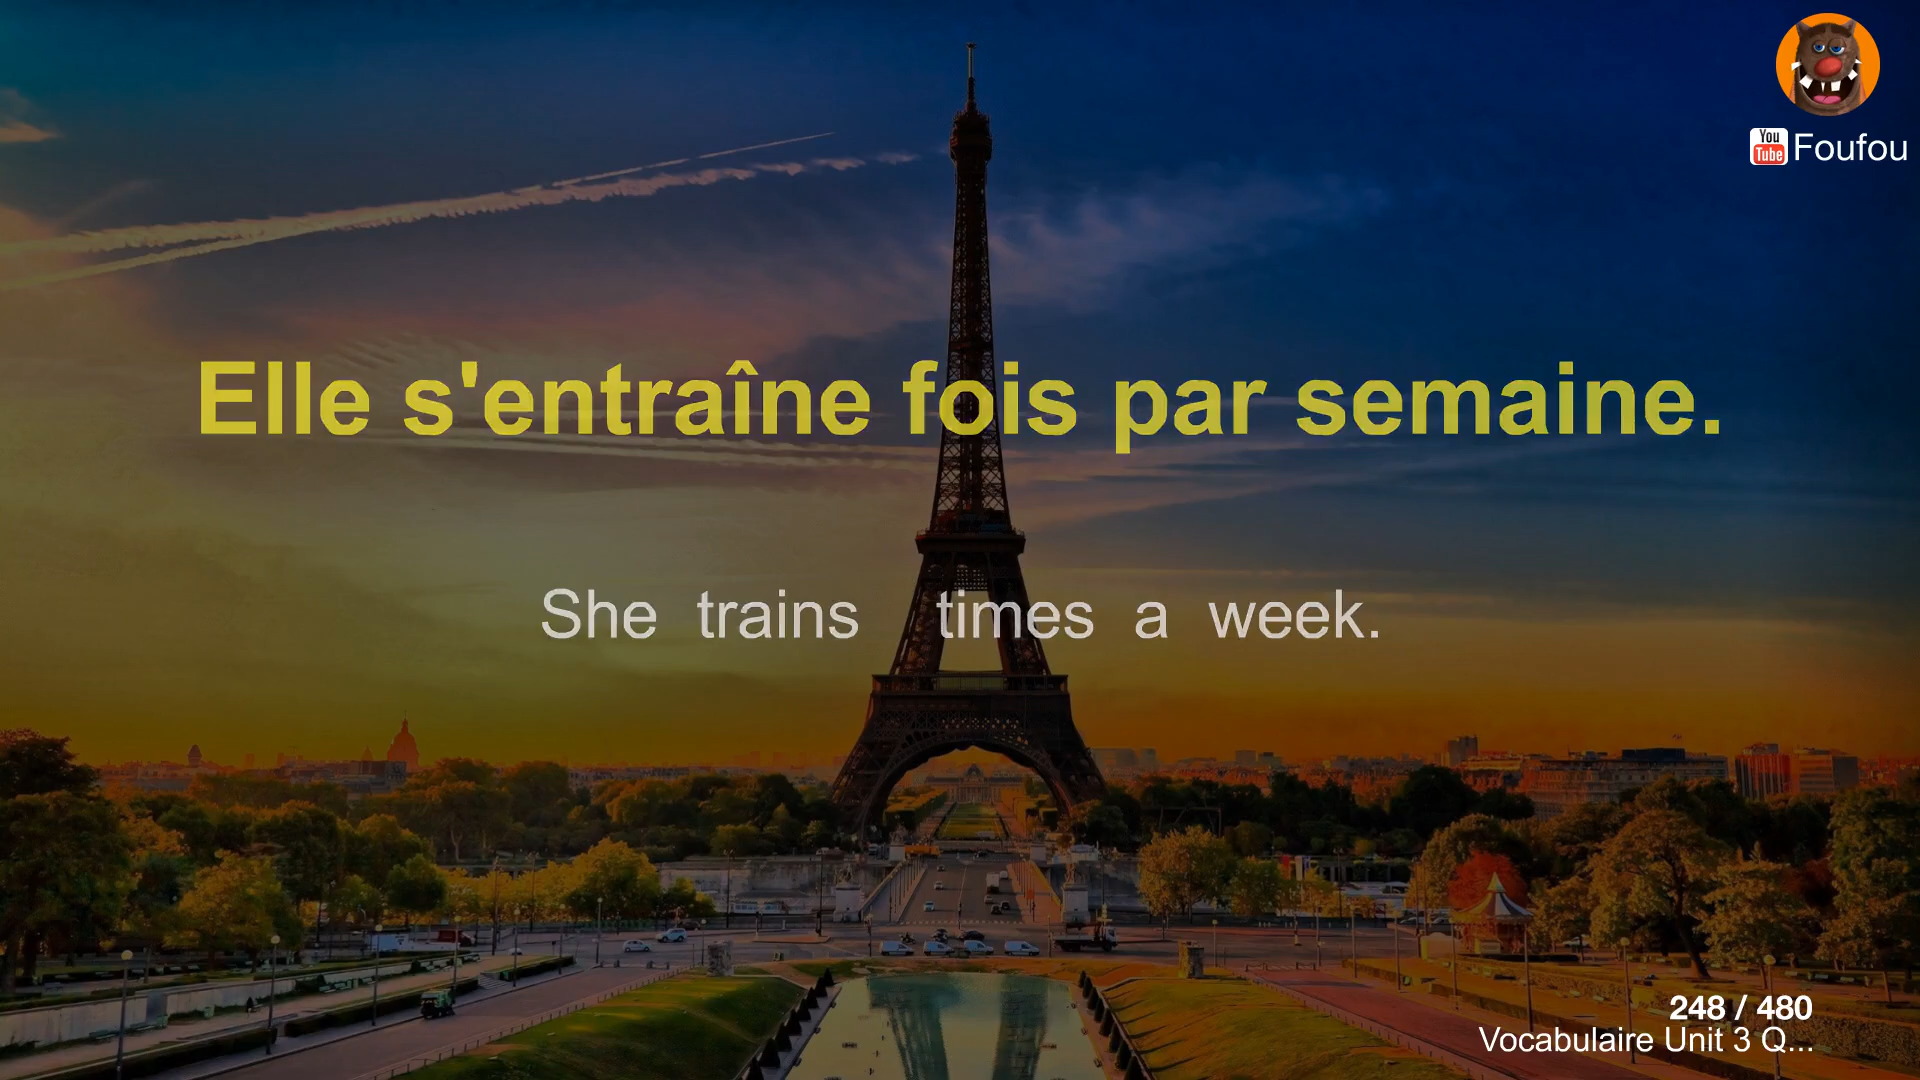 You
Tube Foufou
Elle s'entraîne fois par semaine.
She trains times a week.
248 / 480
Vocabulaire Unit 3 Q...